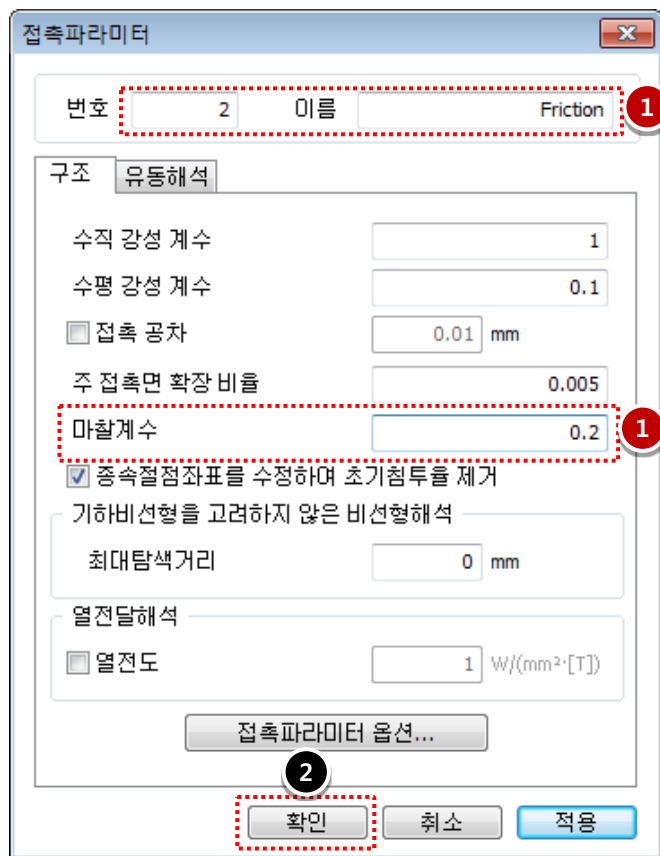 접촉파라미터
번호 2 이름 Friction 1
구조 유동해석
수직 강성 계수 1
수평 강성 계수 0.1
접촉 공차 0.01 mm
주 접촉면 확장 비율 0.005
마찰계수 0.2 1
종속절점좌표를 수정하여 초기침투율 제거
기하비선형을 고려하지 않은 비선형해석
최대탐색거리 0 mm
열전달해석
열전도 1 W/(mm²·[T])
접촉파라미터 옵션...
2
확인 취소 적용